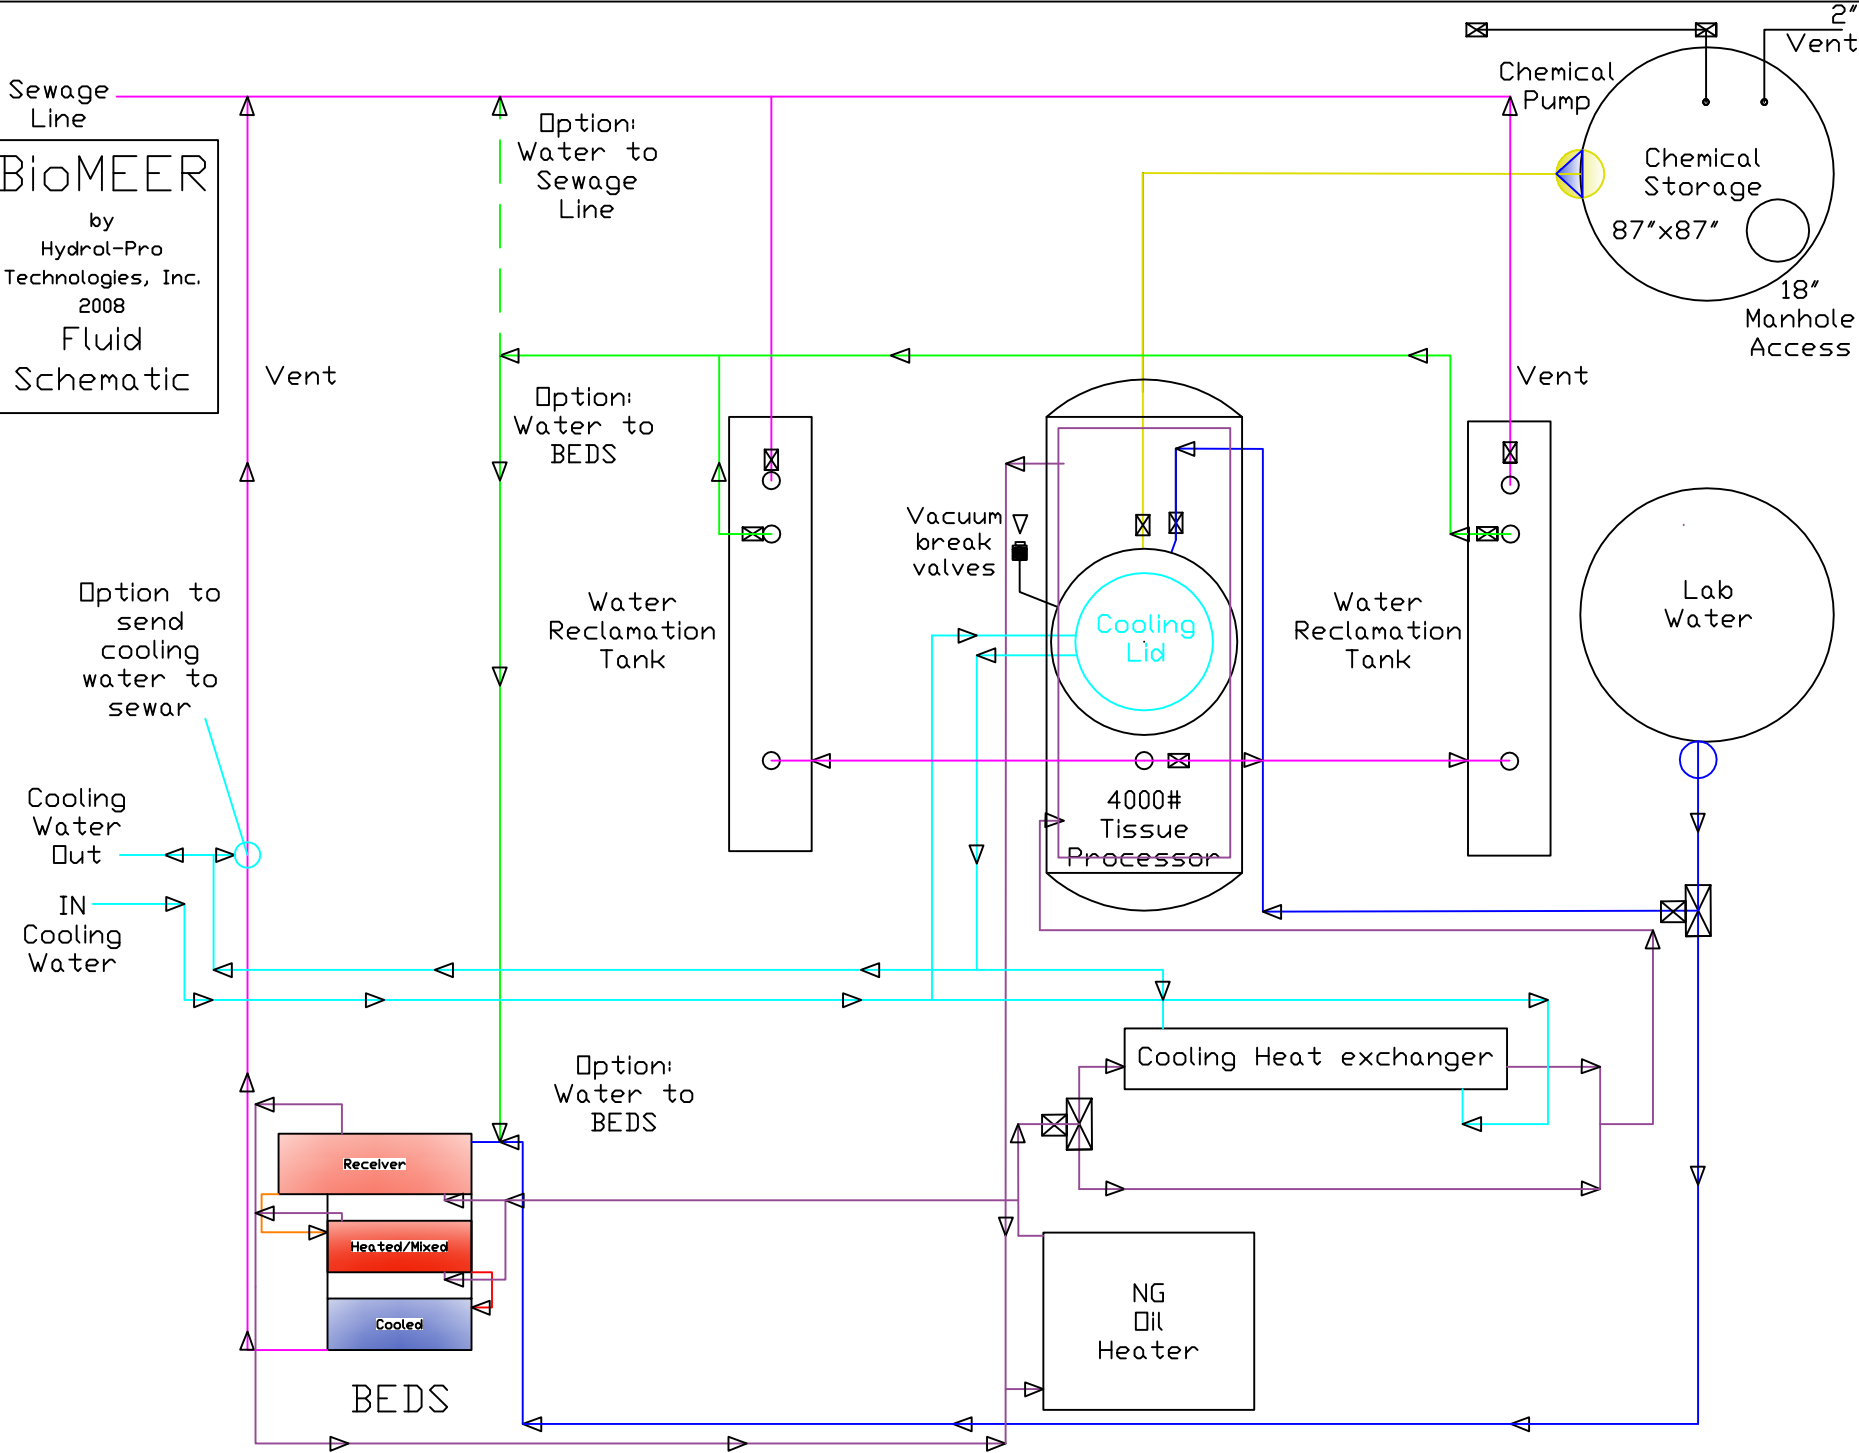 2"
Vent
Chemical
Pump
Sewage
Line
BioMEER
by
Hydrol-Pro
Technologies, Inc.
2008
Fluid
Schematic
Option:
Water to
Sewage
Line
Chemical
Storage
87"x87"
18"
Manhole
Access
Vent
Option:
Water to
BEDS
Vent
Vacuum
break
valves
Option to
send
cooling
water to
sewar
Water
Reclamation
Tank
Cooling
Lid
Water
Reclamation
Tank
Lab
Water
Cooling
Water
Out
4000#
Tissue
Processor
IN
Cooling
Water
Option:
Water to
BEDS
Cooling Heat exchanger
Receiver
Heated/Mixed
Cooled
NG
Oil
Heater
BEDS